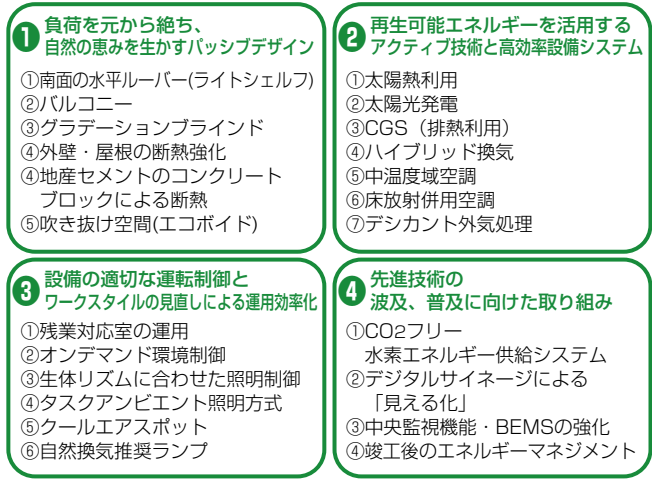 ❶ 負荷を元から絶ち、
自然の恵みを生かすパッシブデザイン
①南面の水平ルーバー(ライトシェルフ)
②バルコニー
③グラデーションブラインド
④外壁・屋根の断熱強化
④地産セメントのコンクリート
ブロックによる断熱
⑤吹き抜け空間(エコボイド)
❷ 再生可能エネルギーを活用する
アクティブ技術と高効率設備システム
①太陽熱利用
②太陽光発電
③CGS（排熱利用）
④ハイブリッド換気
⑤中温度域空調
⑥床放射併用空調
⑦デシカント外気処理
❸ 設備の適切な運転制御と
ワークスタイルの見直しによる運用効率化
①残業対応室の運用
②オンデマンド環境制御
③生体リズムに合わせた照明制御
④タスクアンビエント照明方式
⑤クールエアスポット
⑥自然換気推奨ランプ
❹ 先進技術の
波及、普及に向けた取り組み
①CO2フリー
水素エネルギー供給システム
②デジタルサイネージによる
「見える化」
③中央監視機能・BEMSの強化
④竣工後のエネルギーマネジメント